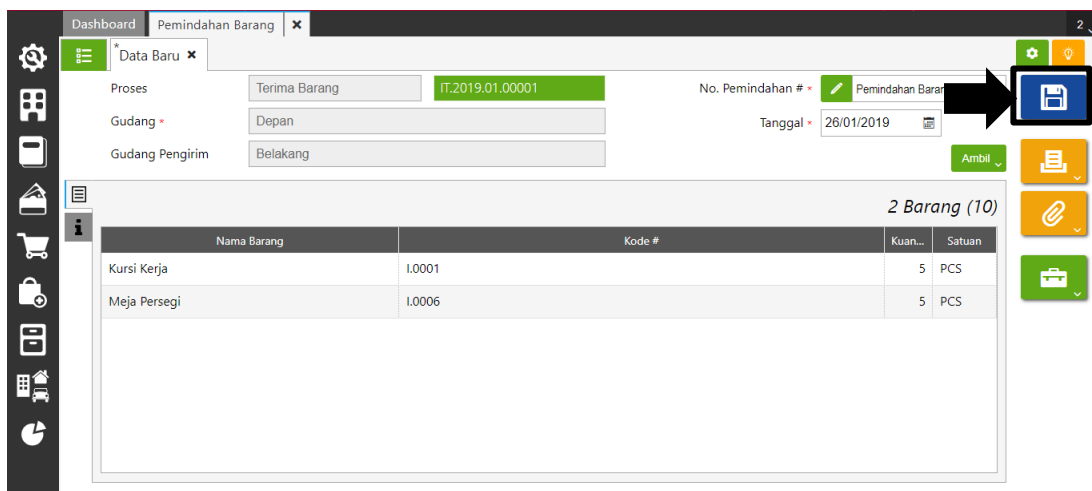 Dashboard Pemindahan Barang
2
*Data Baru
Proses Terima Barang IT.2019.01.00001 No. Pemindahan # * Pemindahan Barar
Gudang * Depan Tanggal * 26/01/2019
Gudang Pengirim Belakang Ambil
2 Barang (10)
Nama Barang Kode # Kuan... Satuan
Kursi Kerja I.0001 5 PCS
Meja Persegi I.0006 5 PCS